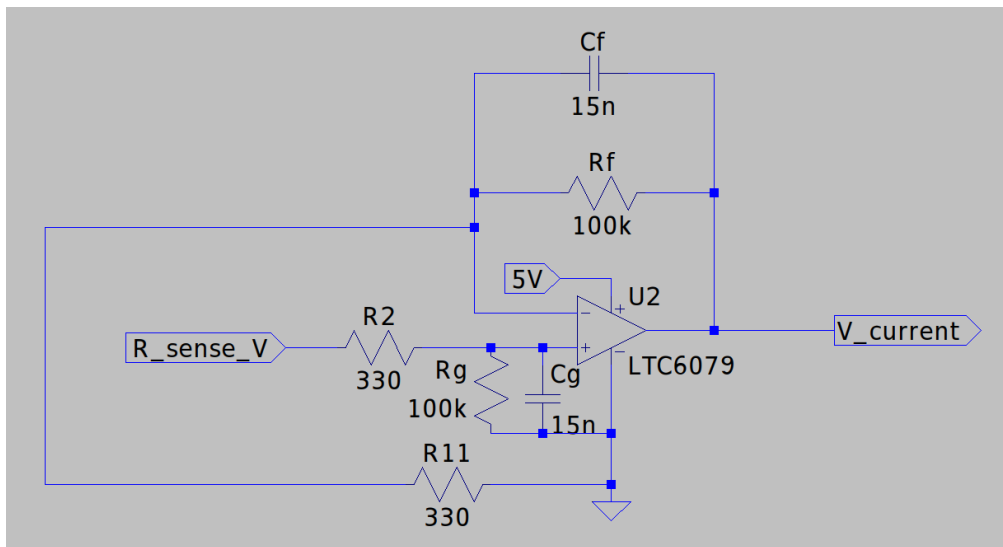 Cf
15n
Rf
100k
5V
U2
R2
R_sense_V
330
Rg
100k
Cg
15n
LTC6079
V_current
R11
330